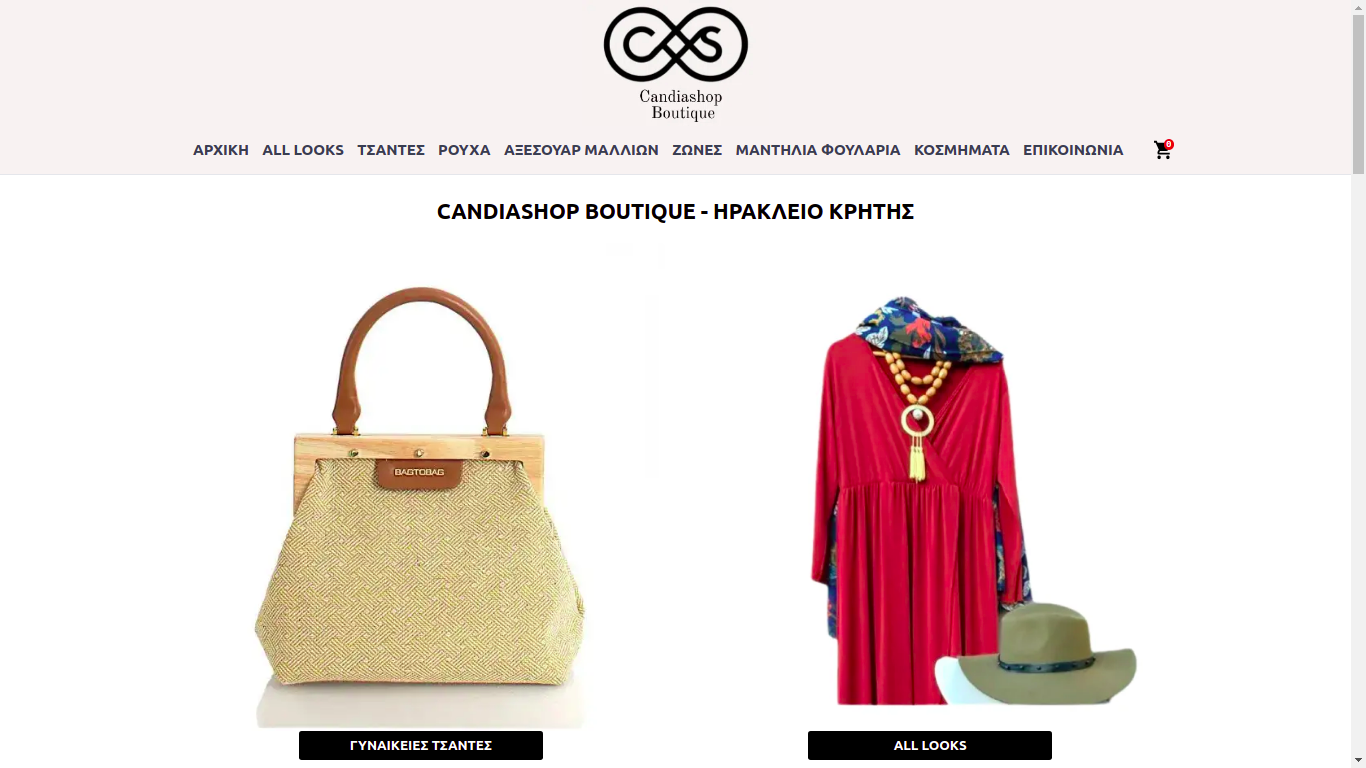 CS
Candiashop
Boutique
ΑΡΧΙΚΗ ALL LOOKS ΤΣΑΝΤΕΣ ΡΟΥΧΑ ΑΞΕΣΟΥΑΡ ΜΑΛΛΙΩΝ ΖΩΝΕΣ ΜΑΝΤΗΛΙΑ ΦΟΥΛΑΡΙΑ ΚΟΣΜΗΜΑΤΑ ΕΠΙΚΟΙΝΩΝΙΑ 0
CANDIASHOP BOUTIQUE - ΗΡΑΚΛΕΙΟ ΚΡΗΤΗΣ
BAGTOBAG
ΓΥΝΑΙΚΕΙΕΣ ΤΣΑΝΤΕΣ
ALL LOOKS